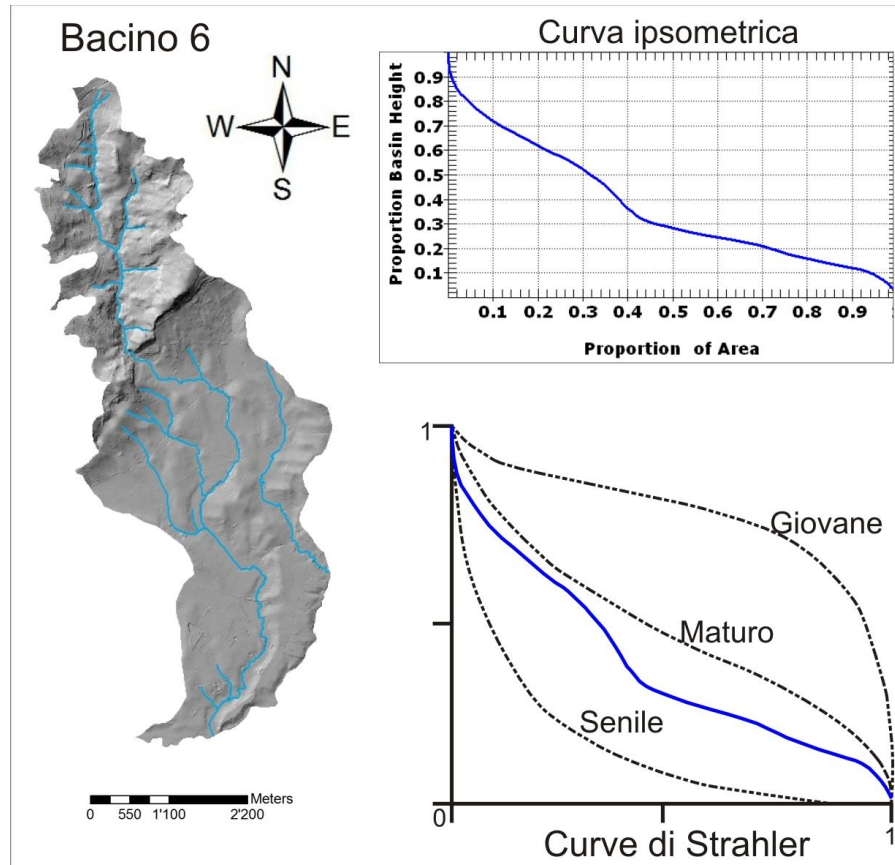 Bacino 6
N
W E
S
Meters
0 550 1'100 2'200
Curva ipsometrica
Proportion Basin Height
0.9
0.8
0.7
0.6
0.5
0.4
0.3
0.2
0.1
0.1 0.2 0.3 0.4 0.5 0.6 0.7 0.8 0.9
Proportion of Area
1
Giovane
Maturo
Senile
0 1
Curve di Strahler